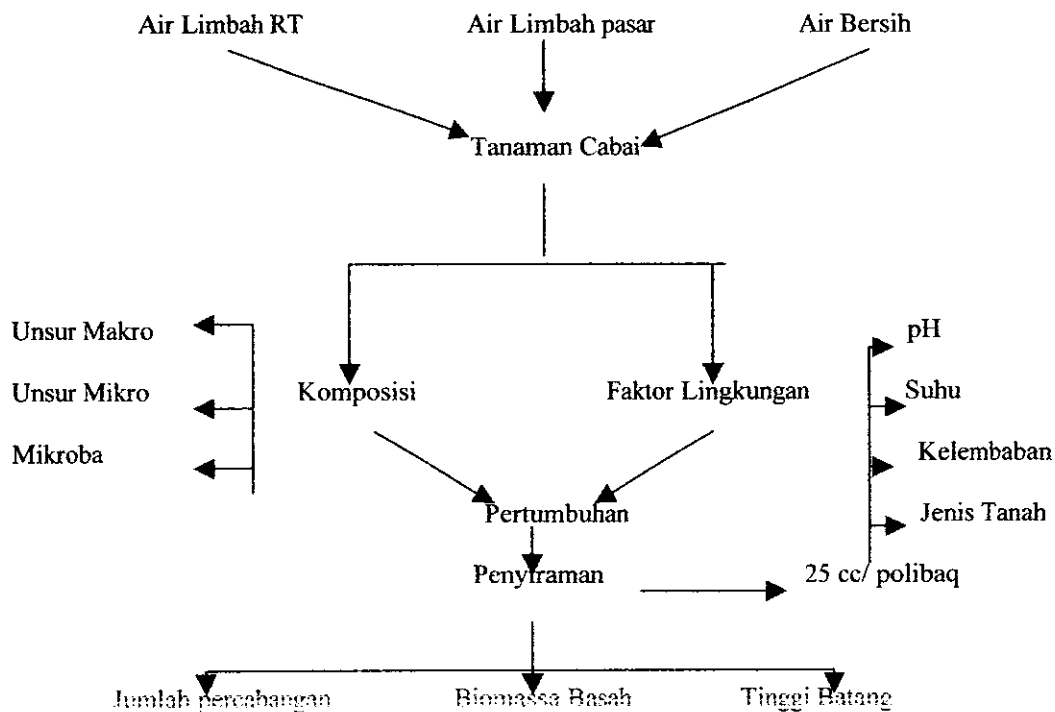 Air Limbah RT Air Limbah pasar Air Bersih
Tanaman Cabai
Unsur Makro pH
Unsur Mikro Komposisi Faktor Lingkungan Suhu
Mikroba Kelembaban
Pertumbuhan Jenis Tanah
Penyiraman 25 cc/ polibaq
Jumlah percabangan Biomassa Basah Tinggi Batang